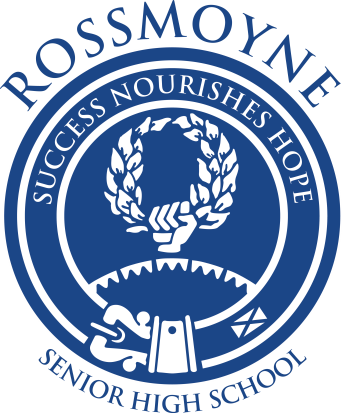 ROSSMOYNE
SUCCESS NOURISHES HOPE
SENIOR HIGH SCHOOL